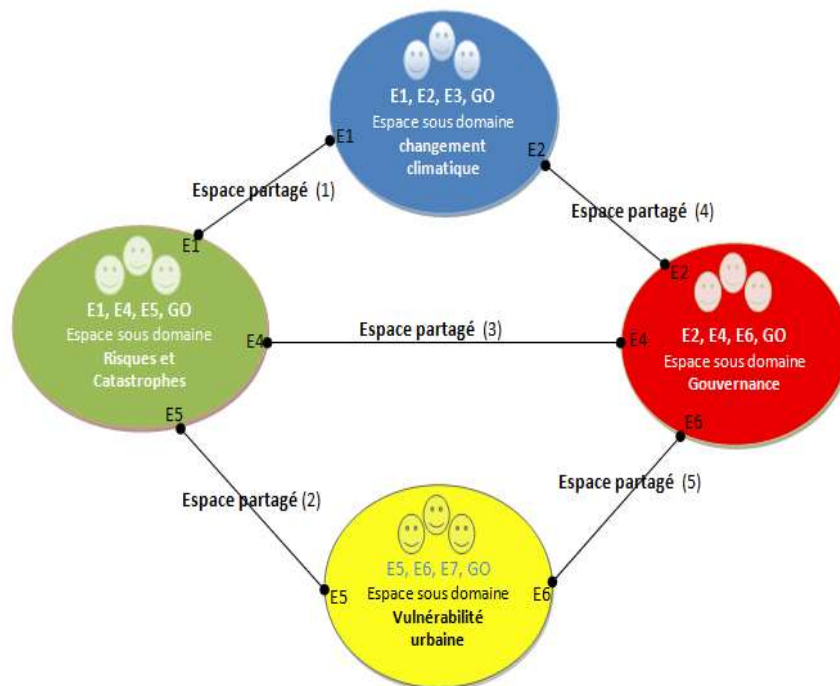 E1, E2, E3, GO
Espace sous domaine
changement
climatique
E1
E2
Espace partagé (1)
Espace partagé (4)
E1
E2
E1, E4, E5, GO
Espace sous domaine
Risques et
Catastrophes
E4
Espace partagé (3)
E4
E2, E4, E6, GO
Espace sous domaine
Gouvernance
E5
E6
Espace partagé (2)
Espace partagé (5)
E5, E6, E7, GO
Espace sous domaine
Vulnérabilité
urbaine
E5
E6